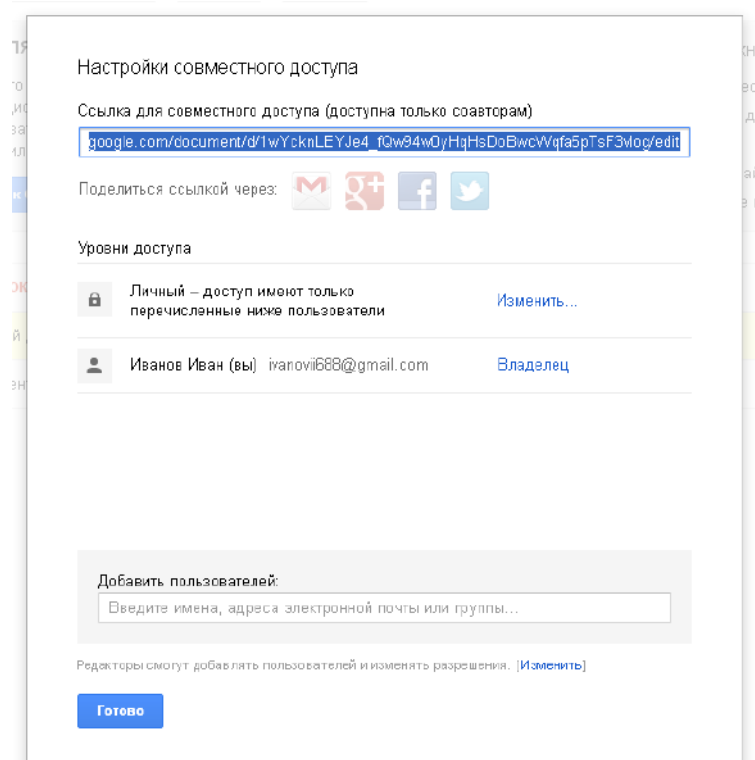 Настройки совместного доступа
Ссылка для совместного доступа (доступна только соавторам)
google.com/document/d/1wYcknLEYJe4_fQw94w0yHqHsDoBwcWqfa5pTsF3vlog/edit
Поделиться ссылкой через:
Уровни доступа
Личный – доступ имеют только
перечисленные ниже пользователи
Изменить...
Иванов Иван (вы) ivanovii688@gmail.com Владелец
Добавить пользователей:
Введите имена, адреса электронной почты или группы...
Редакторы смогут добавлять пользователей и изменять разрешения. [Изменить]
Готово